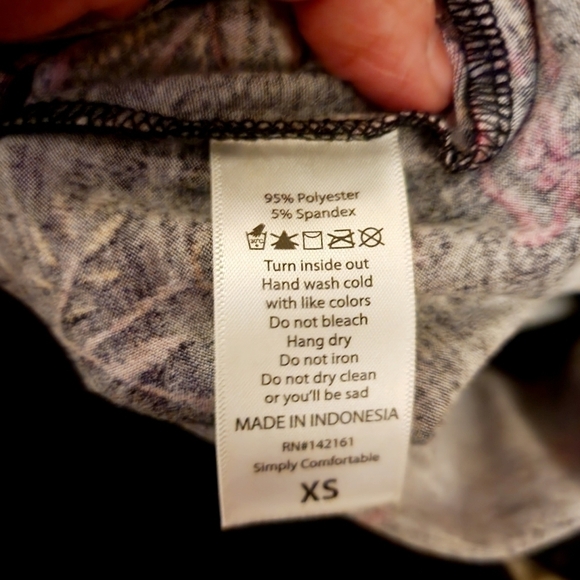 95% Polyester
5% Spandex
Turn inside out
Hand wash cold
with like colors
Do not bleach
Hang dry
Do not iron
Do not dry clean
or you'll be sad
MADE IN INDONESIA
RN#142161
Simply Comfortable
XS